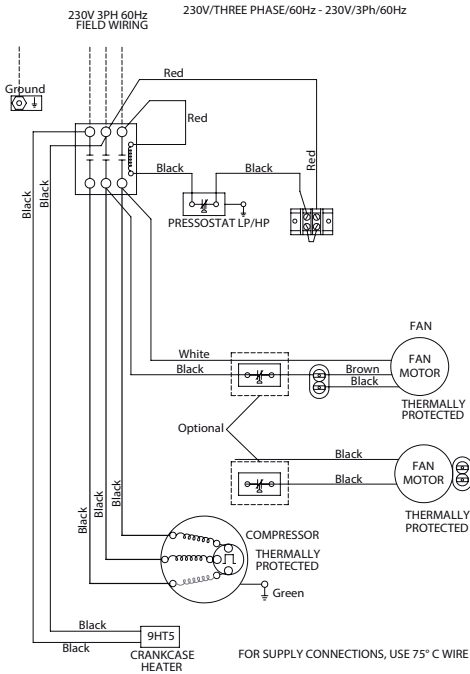 230V 3PH 60Hz
FIELD WIRING
230V/THREE PHASE/60Hz - 230V/3Ph/60Hz
Ground
Red
Red
Black
Black
Red
Black
Black
PRESSOSTAT LP/HP
FAN
White
Black
Brown
Black
FAN
MOTOR
THERMALLY
PROTECTED
Optional
Black
Black
FAN
MOTOR
THERMALLY
PROTECTED
Black
Black
Black
COMPRESSOR
THERMALLY
PROTECTED
Green
Black
Black
9HT5
CRANKCASE
HEATER
FOR SUPPLY CONNECTIONS, USE 75° C WIRE